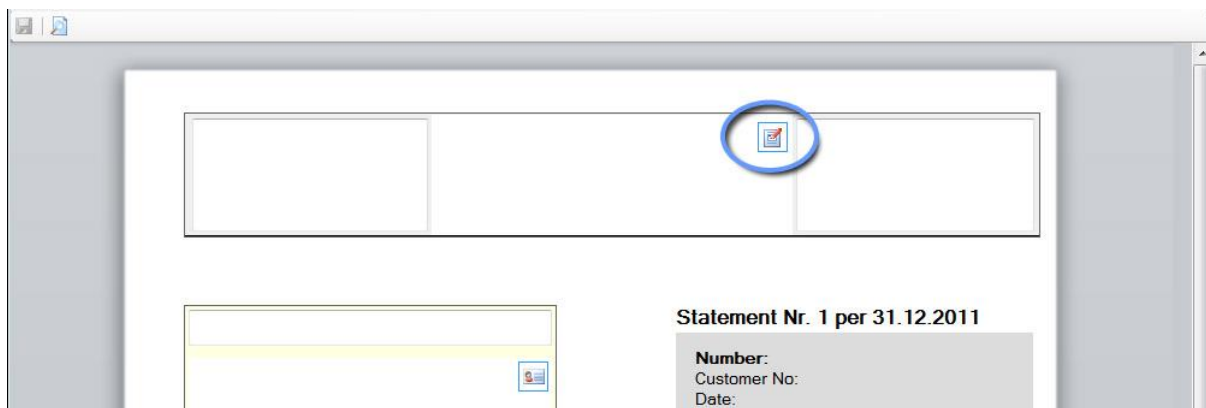 Statement Nr. 1 per 31.12.2011
Number:
Customer No:
Date: